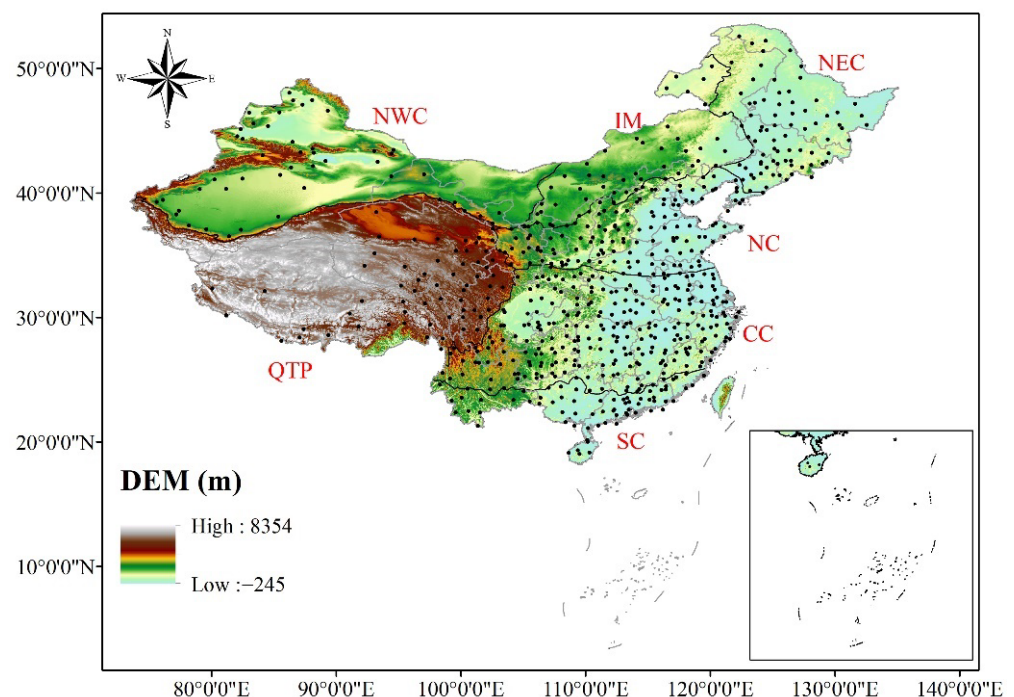 N
W E
S
50°0'0"N
40°0'0"N
30°0'0"N
20°0'0"N
10°0'0"N
NEC
NWC
IM
NC
CC
QTP
SC
DEM (m)
High : 8354
Low :−245
80°0'0"E 90°0'0"E 100°0'0"E 110°0'0"E 120°0'0"E 130°0'0"E 140°0'0"E